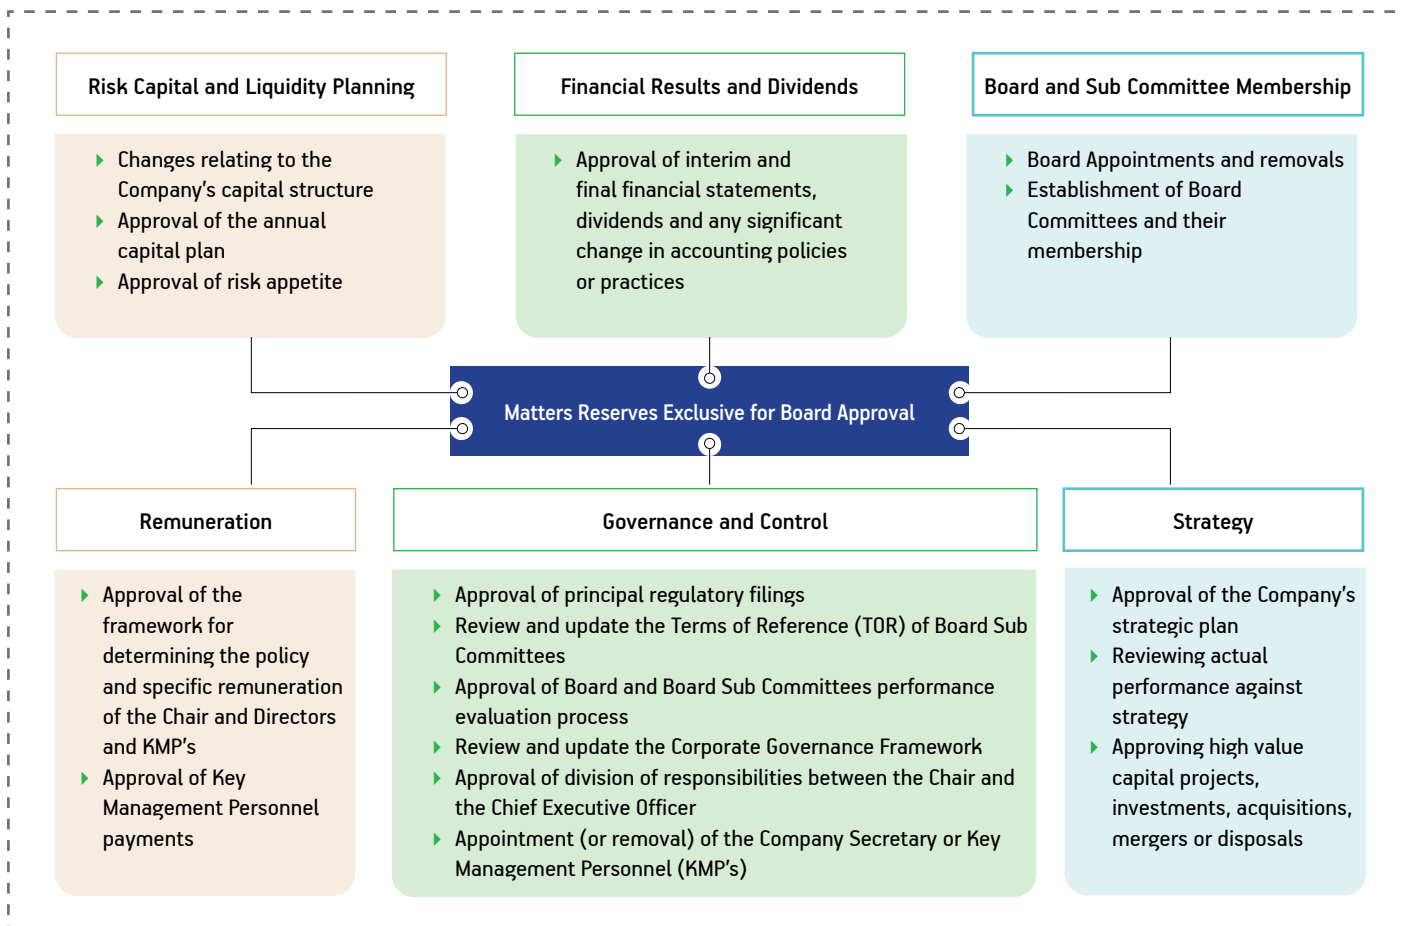 Risk Capital and Liquidity Planning
Changes relating to the
Company's capital structure
Approval of the annual
capital plan
Approval of risk appetite
Financial Results and Dividends
Approval of interim and
final financial statements,
dividends and any significant
change in accounting policies
or practices
Board and Sub Committee Membership
Board Appointments and removals
Establishment of Board
Committees and their
membership
Matters Reserves Exclusive for Board Approval
Remuneration
Approval of the
framework for
determining the policy
and specific remuneration
of the Chair and Directors
and KMP's
Approval of Key
Management Personnel
payments
Governance and Control
Approval of principal regulatory filings
Review and update the Terms of Reference (TOR) of Board Sub
Committees
Approval of Board and Board Sub Committees performance
evaluation process
Review and update the Corporate Governance Framework
Approval of division of responsibilities between the Chair and
the Chief Executive Officer
Appointment (or removal) of the Company Secretary or Key
Management Personnel (KMP's)
Strategy
Approval of the Company's
strategic plan
Reviewing actual
performance against
strategy
Approving high value
capital projects,
investments, acquisitions,
mergers or disposals